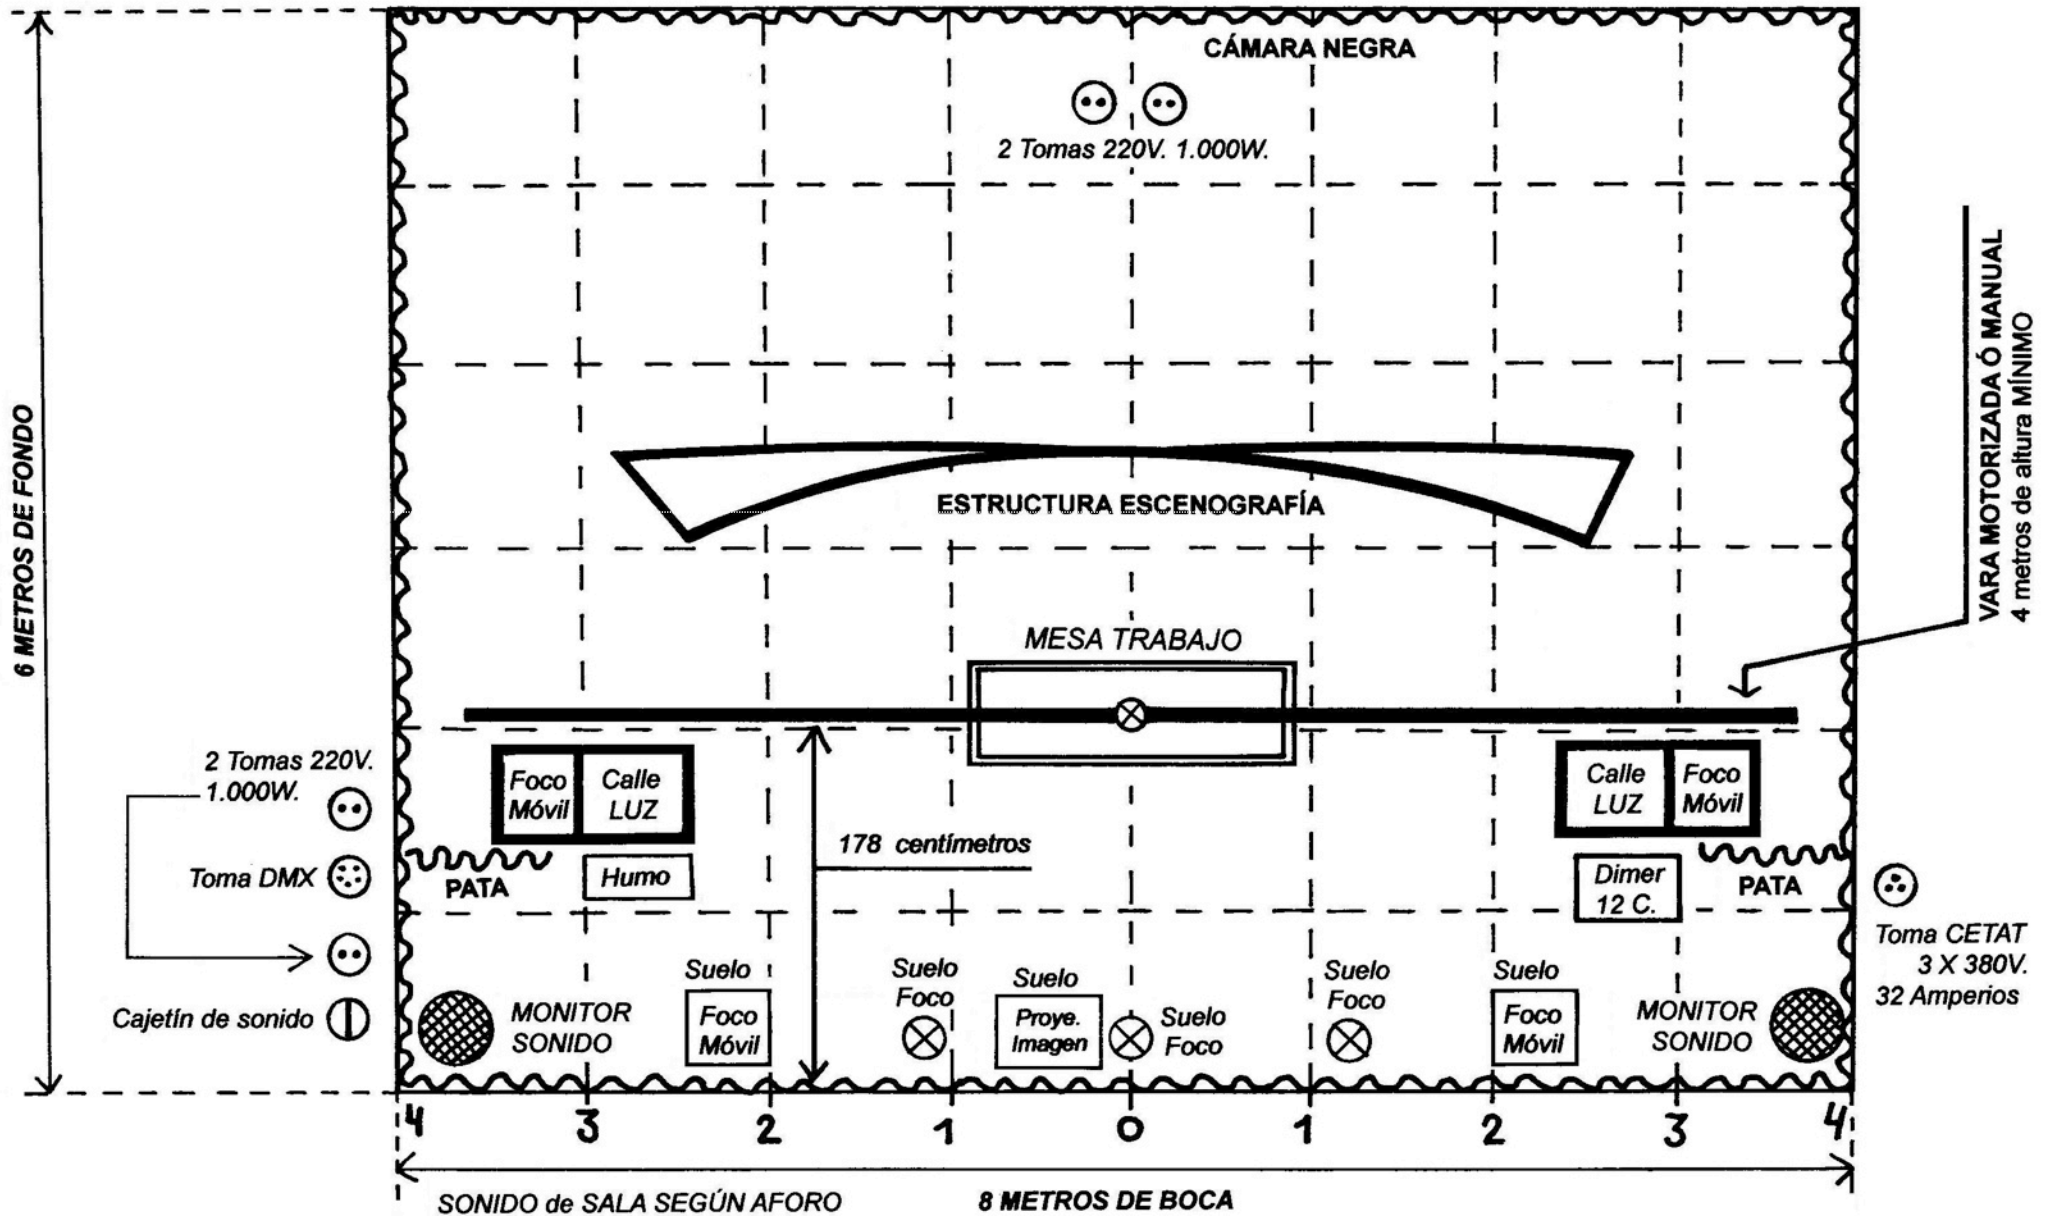 CÁMARA NEGRA
2 Tomas 220V. 1.000W.
6 METROS DE FONDO
VARA MOTORIZADA Ó MANUAL
4 metros de altura MÍNIMO
ESTRUCTURA ESCENOGRAFÍA
MESA TRABAJO
2 Tomas 220V.
1.000W.
Foco
Móvil
Calle
LUZ
Calle
LUZ
Foco
Móvil
178 centímetros
Toma DMX
PATA
Humo
Dimer
12 C.
PATA
Toma CETAT
3 X 380V.
32 Amperios
Cajetín de sonido
MONITOR
SONIDO
Suelo
Foco
Móvil
Suelo
Foco
Suelo
Proye.
Imagen
Suelo
Foco
Suelo
Foco
Suelo
Foco
Móvil
MONITOR
SONIDO
4 3 2 1 0 1 2 3 4
SONIDO de SALA SEGÚN AFORO
8 METROS DE BOCA